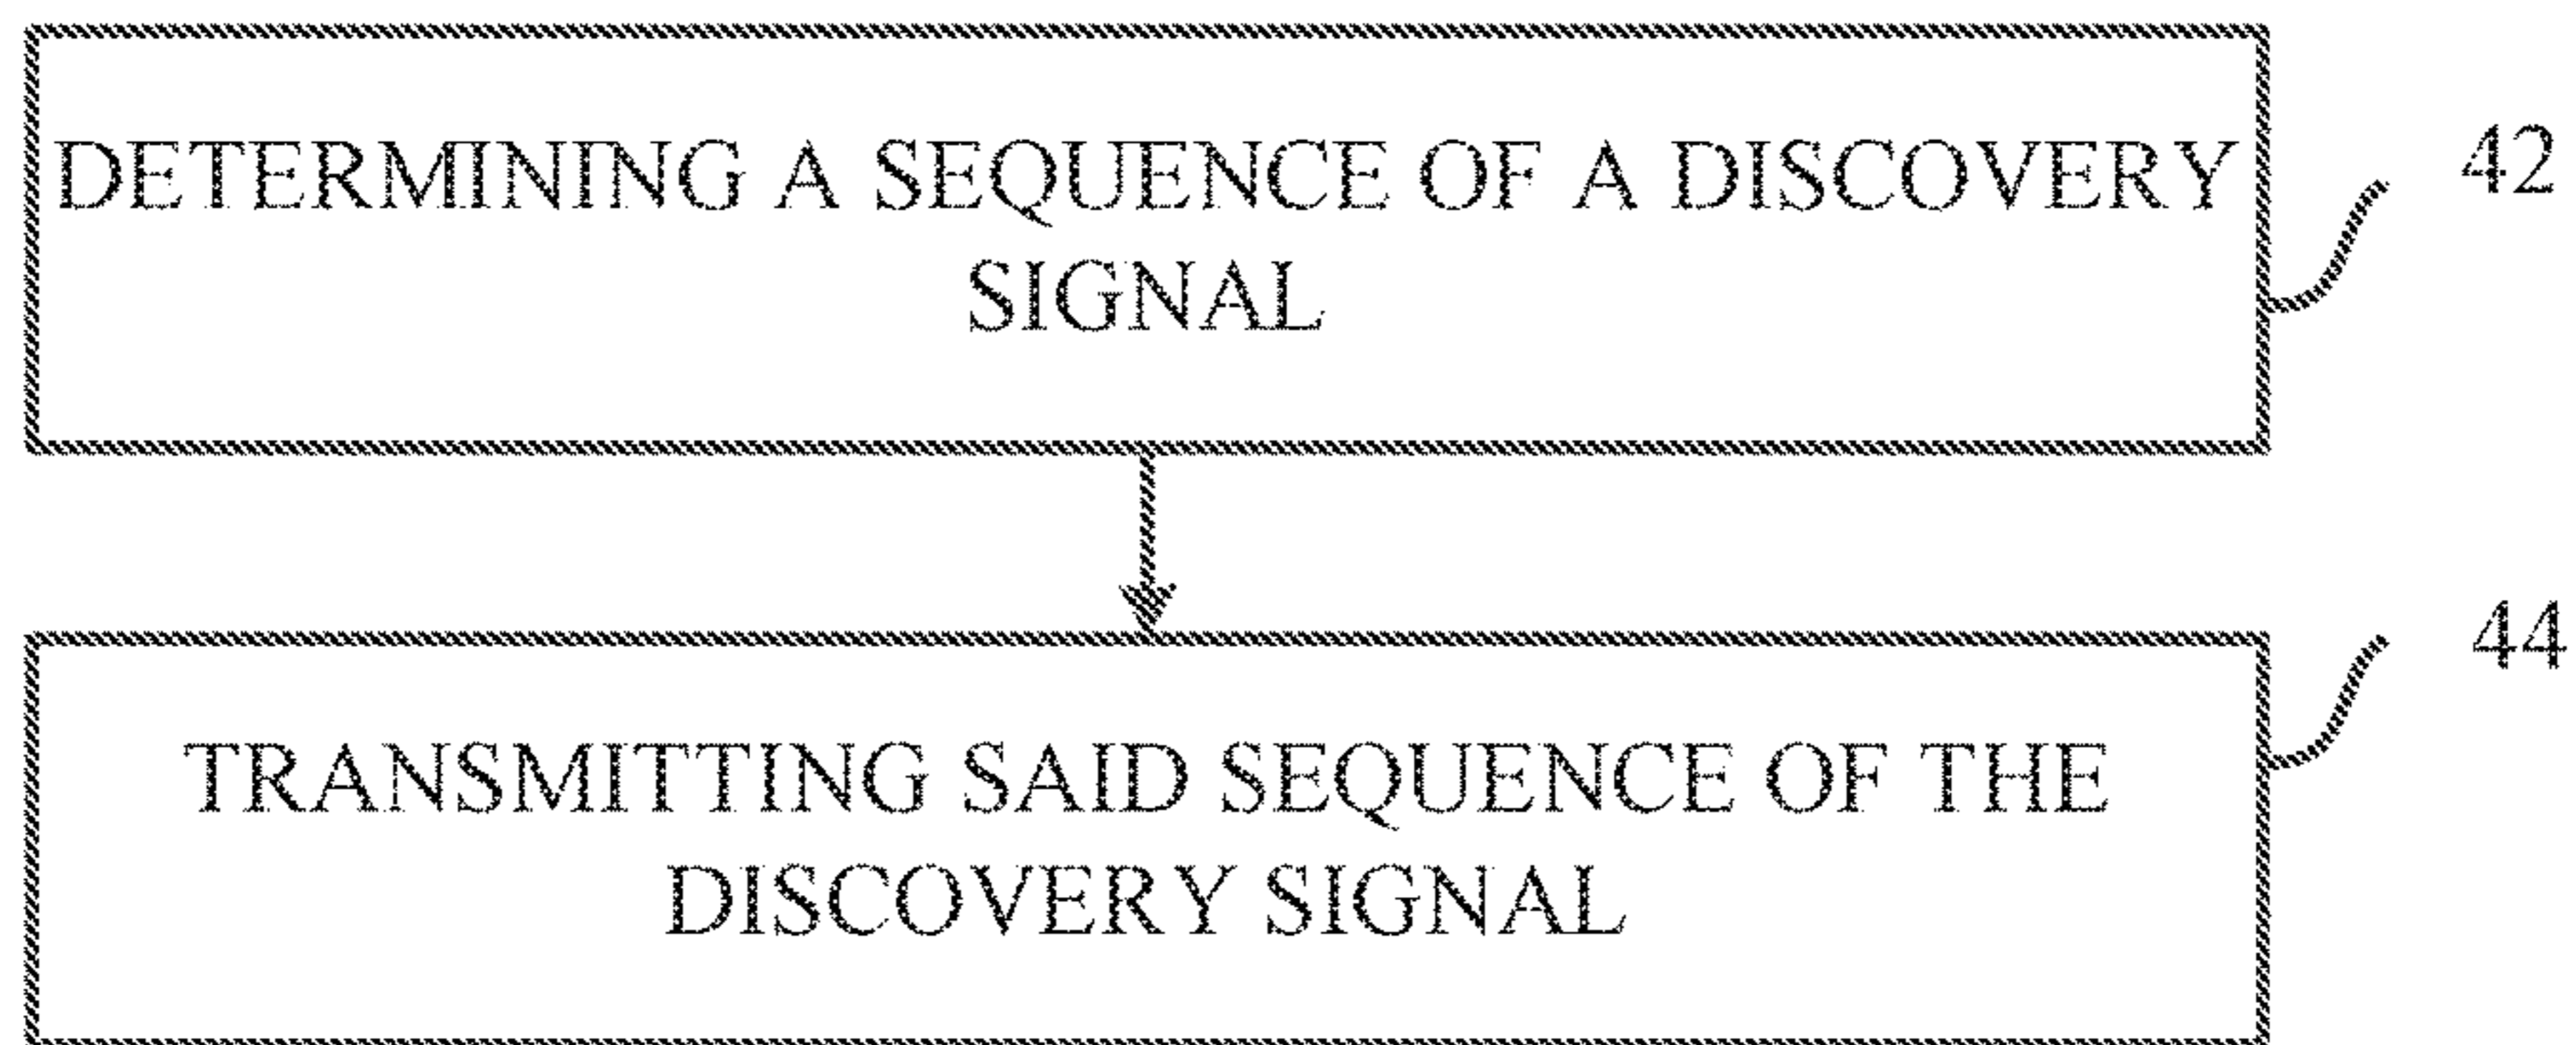 DETERMINING A SEQUENCE OF A DISCOVERY
SIGNAL
42
TRANSMITTING SAID SEQUENCE OF THE
DISCOVERY SIGNAL
44